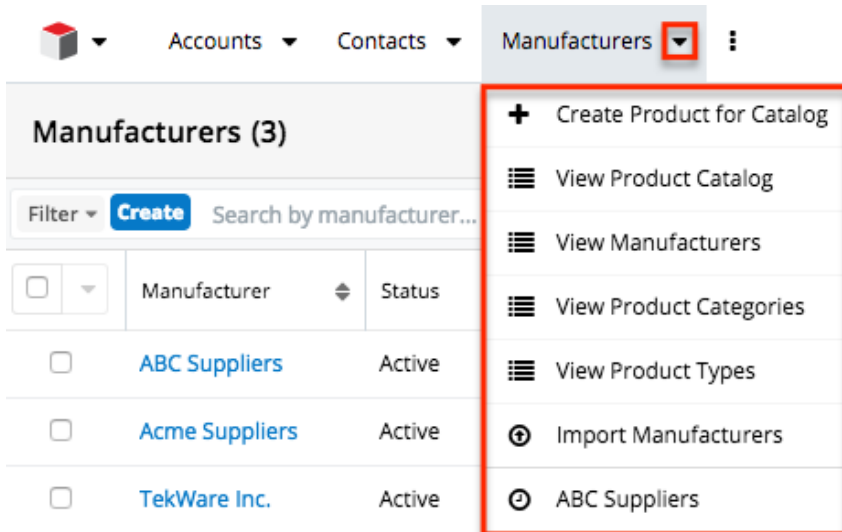 Accounts Contacts Manufacturers
Manufacturers (3)
Filter Create Search by manufacturer...
Manufacturer Status
ABC Suppliers Active
Acme Suppliers Active
TekWare Inc. Active
Create Product for Catalog
View Product Catalog
View Manufacturers
View Product Categories
View Product Types
Import Manufacturers
ABC Suppliers